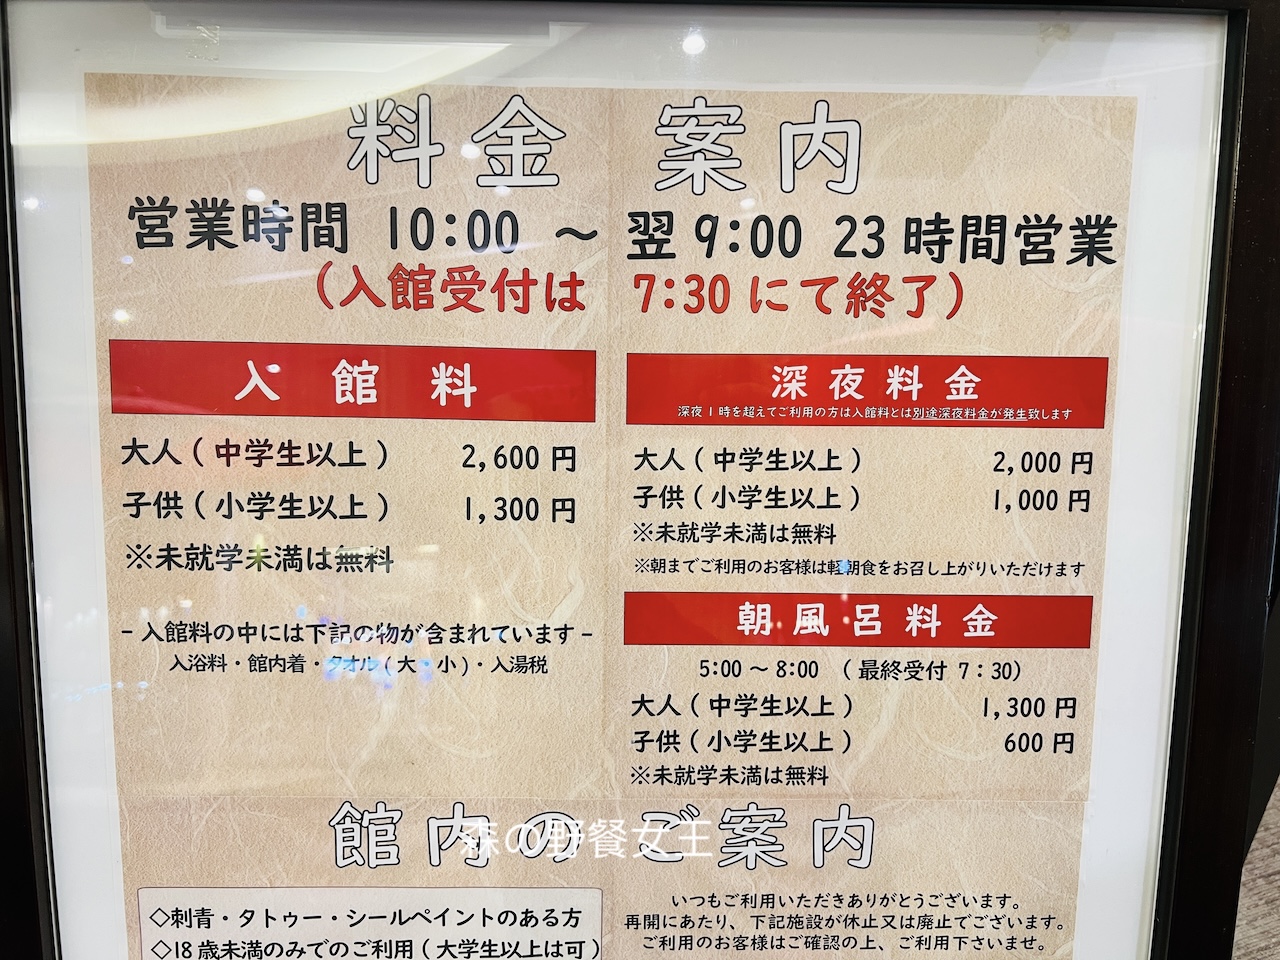 料金 案内
営業時間 10:00 ～ 翌 9:00 23 時間営業
（入館受付は 7:30 にて終了）
入館料
大人（中学生以上） 2,600 円
子供（小学生以上） 1,300 円
※未就学未満は無料
- 入館料の中には下記の物が含まれています -
入浴料・館内着・タオル（大・小）・入湯税
深夜料金
深夜 1 時を超えてご利用の方は入館料とは別途深夜料金が発生致します
大人（中学生以上） 2,000 円
子供（小学生以上） 1,000 円
※未就学未満は無料
※朝までご利用のお客様は軽朝食をお召し上がりいただけます
朝風呂料金
5:00 ～ 8:00 （最終受付 7：30）
大人（中学生以上） 1,300 円
子供（小学生以上） 600 円
※未就学未満は無料
館内のご案内
森の野餐女王
◇刺青・タトゥー・シールペイントのある方
◇18 歳未満のみでのご利用（大学生以上は可）
いつもご利用いただきありがとうございます。
再開にあたり、下記施設が休止又は廃止でございます。
ご利用のお客様はご確認の上、ご利用下さいませ。